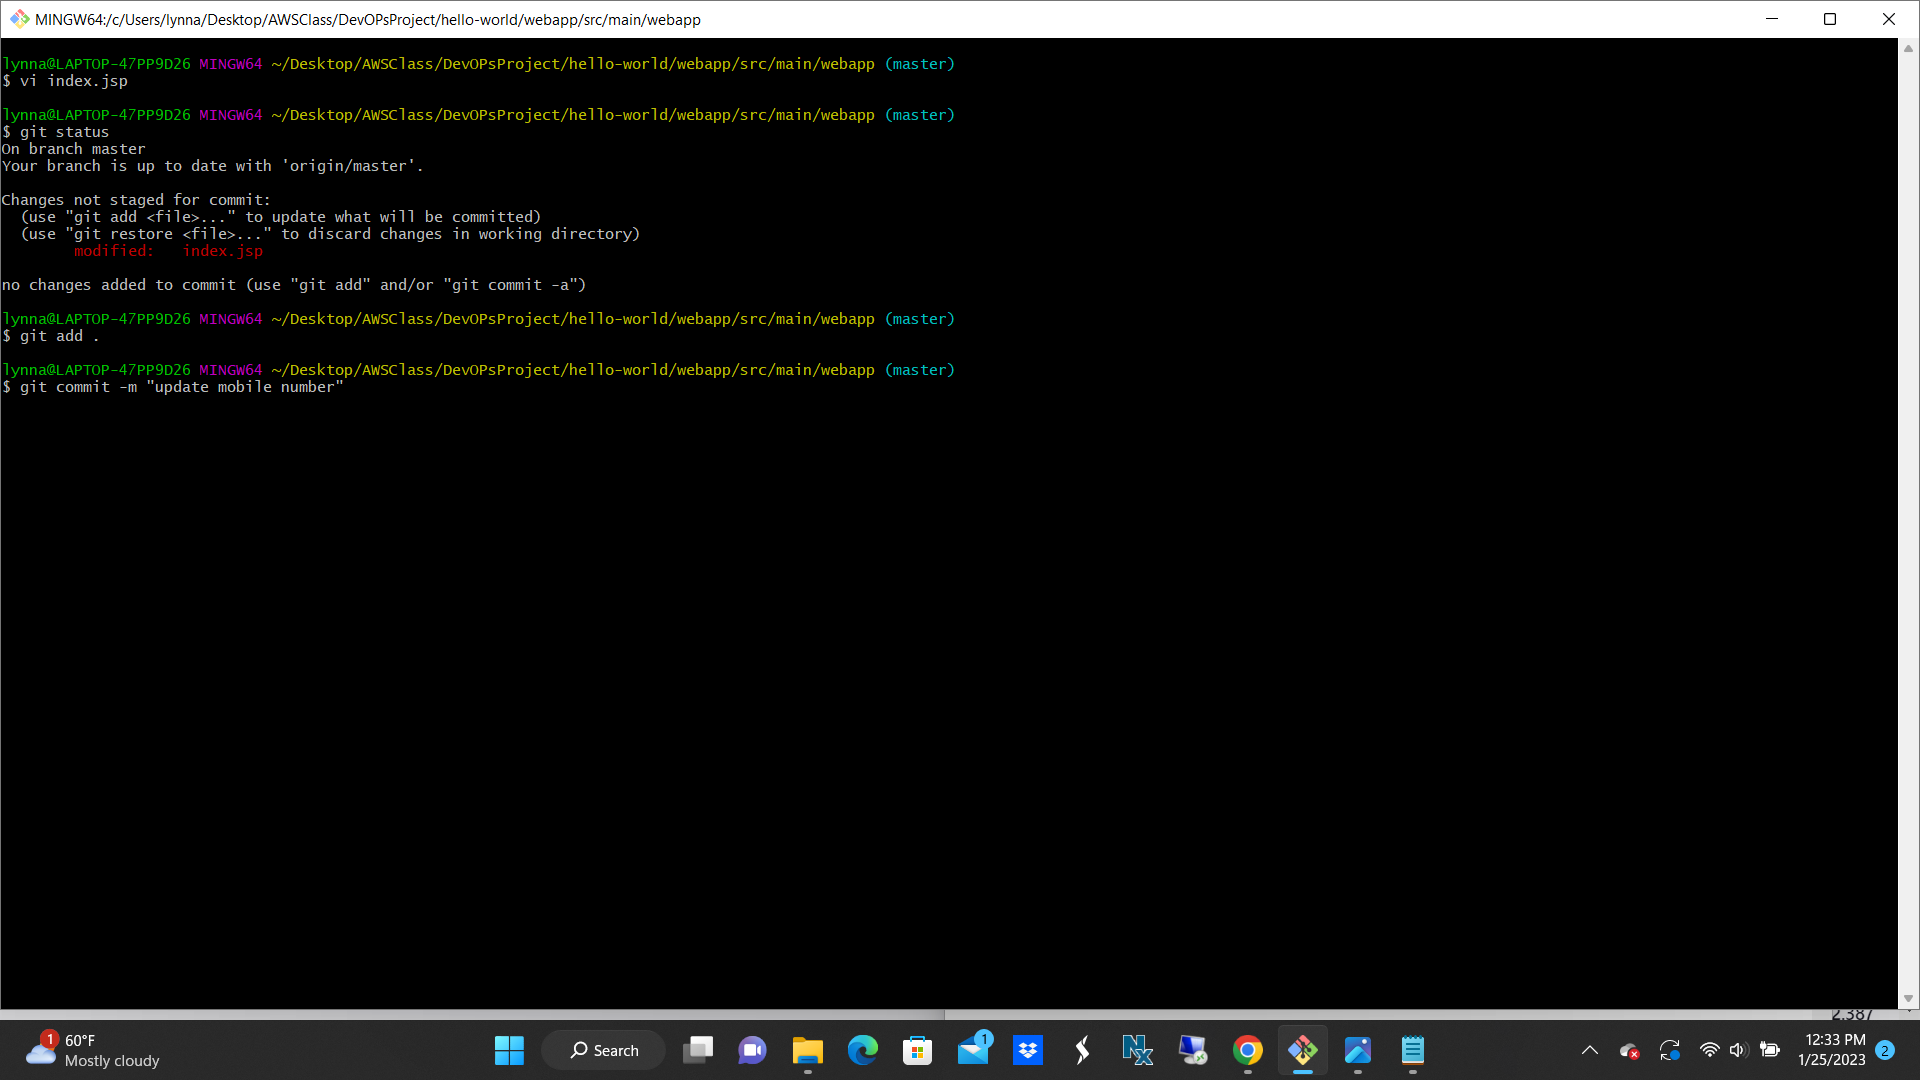 MINGW64:/c/Users/lynna/Desktop/AWSClass/DevOPsProject/hello-world/webapp/src/main/webapp
lynna@LAPTOP-47PP9D26 MINGW64 ~/Desktop/AWSClass/DevOPsProject/hello-world/webapp/src/main/webapp (master)
$ vi index.jsp
lynna@LAPTOP-47PP9D26 MINGW64 ~/Desktop/AWSClass/DevOPsProject/hello-world/webapp/src/main/webapp (master)
$ git status
On branch master
Your branch is up to date with 'origin/master'.
Changes not staged for commit:
  (use "git add <file>..." to update what will be committed)
  (use "git restore <file>..." to discard changes in working directory)
        modified:   index.jsp
no changes added to commit (use "git add" and/or "git commit -a")
lynna@LAPTOP-47PP9D26 MINGW64 ~/Desktop/AWSClass/DevOPsProject/hello-world/webapp/src/main/webapp (master)
$ git add .
lynna@LAPTOP-47PP9D26 MINGW64 ~/Desktop/AWSClass/DevOPsProject/hello-world/webapp/src/main/webapp (master)
$ git commit -m "update mobile number"
2.387
1
60°F
Mostly cloudy
Search
1
Nx
12:33 PM
1/25/2023
2